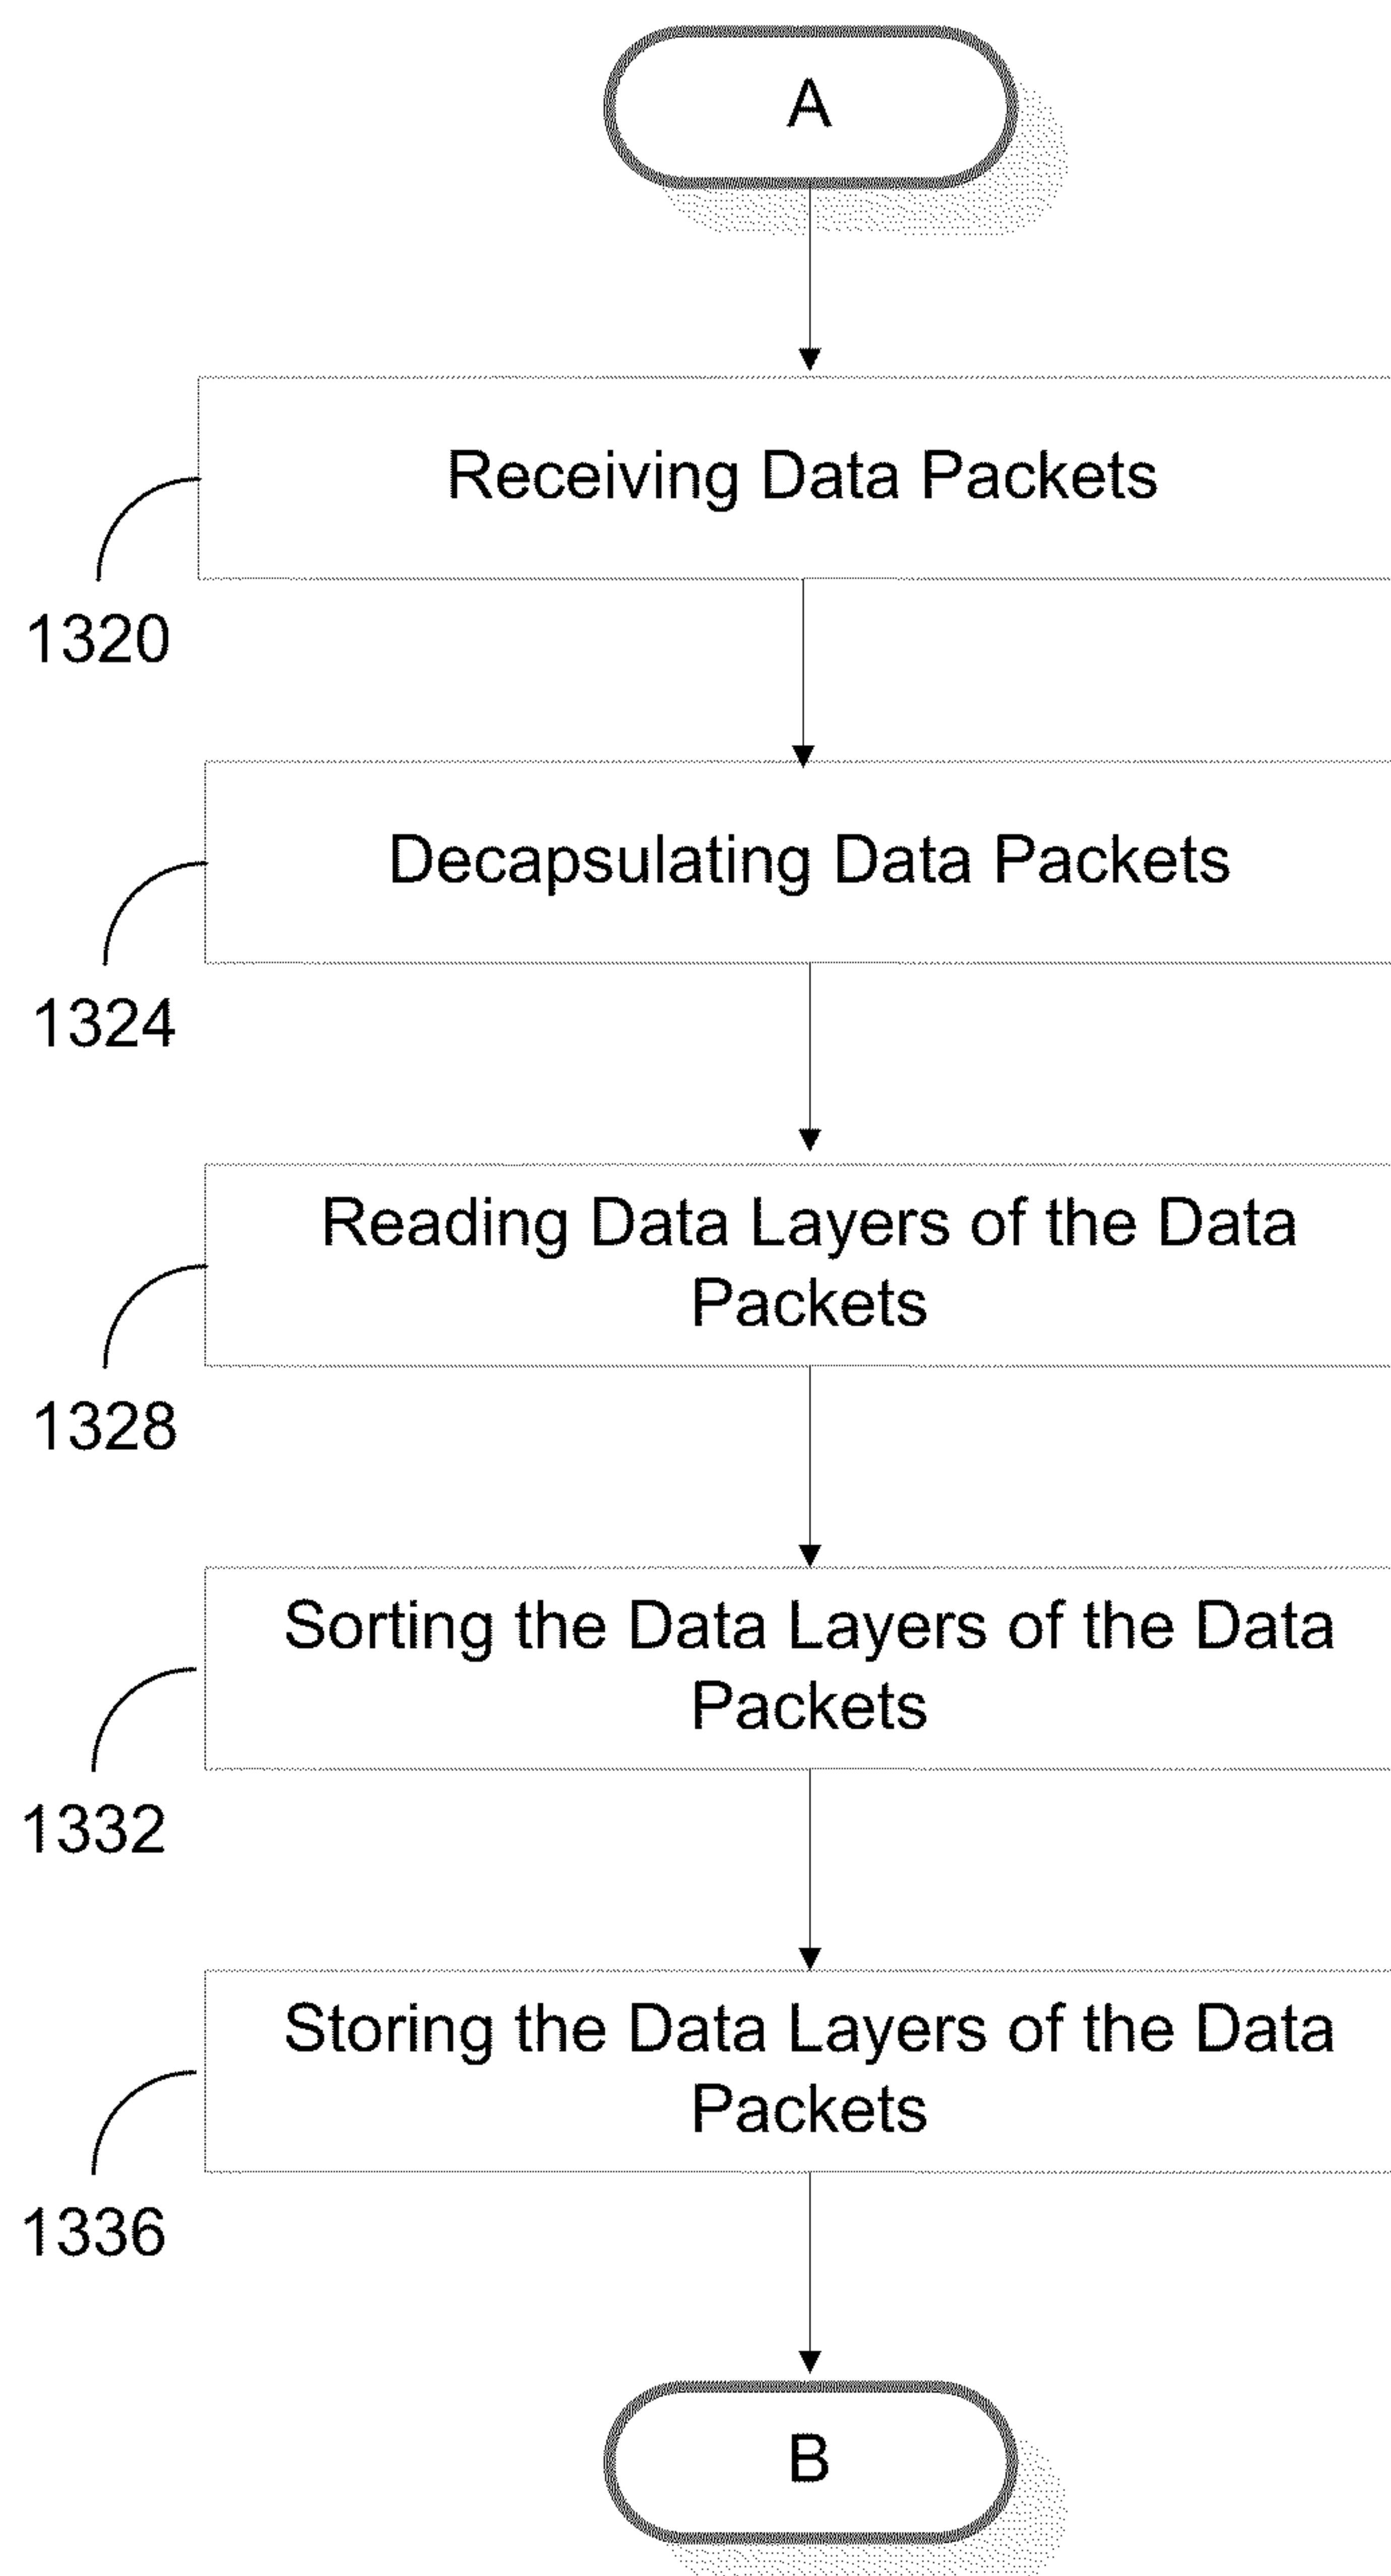 A
Receiving Data Packets
1320
Decapsulating Data Packets
1324
Reading Data Layers of the Data
Packets
1328
Sorting the Data Layers of the Data
Packets
1332
Storing the Data Layers of the Data
Packets
1336
B